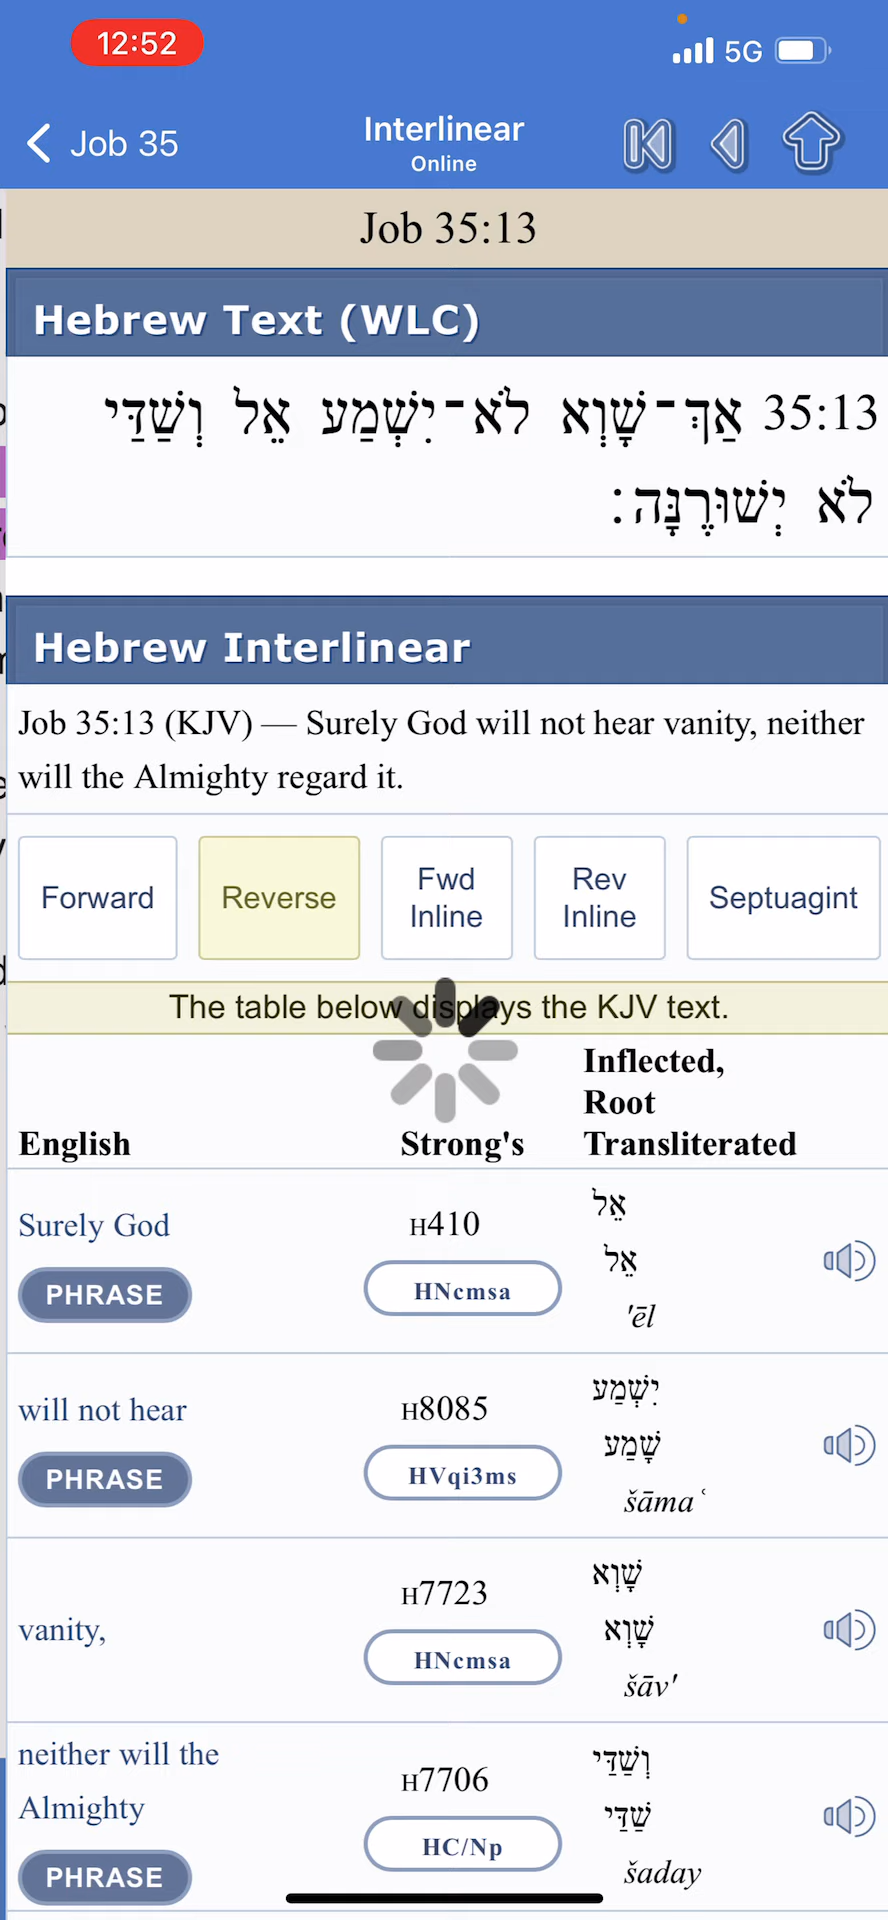 12:52
5G
Job 35
Interlinear
Online
Job 35:13
Hebrew Text (WLC)
35:13 אַךְ־שָׁוְא לֹא־יִשְׁמַע אֵל וְשַׁדַּי
לֹא יְשׁוּרֶנָּה׃
Hebrew Interlinear
Job 35:13 (KJV) — Surely God will not hear vanity, neither
will the Almighty regard it.
Forward
Reverse
Fwd
Inline
Rev
Inline
Septuagint
The table below displays the KJV text.
English
Strong's
Inflected,
Root
Transliterated
Surely God
PHRASE
H410
HNcmsa
אֵל
אֵל
'ēl
will not hear
PHRASE
H8085
HVqi3ms
יִשְׁמַע
שָׁמַע
šāmaʿ
vanity,
H7723
HNcmsa
שָׁוְא
שָׁוְא
šāv'
neither will the
Almighty
PHRASE
H7706
HC/Np
וְשַׁדַּי
שַׁדַּי
šaday